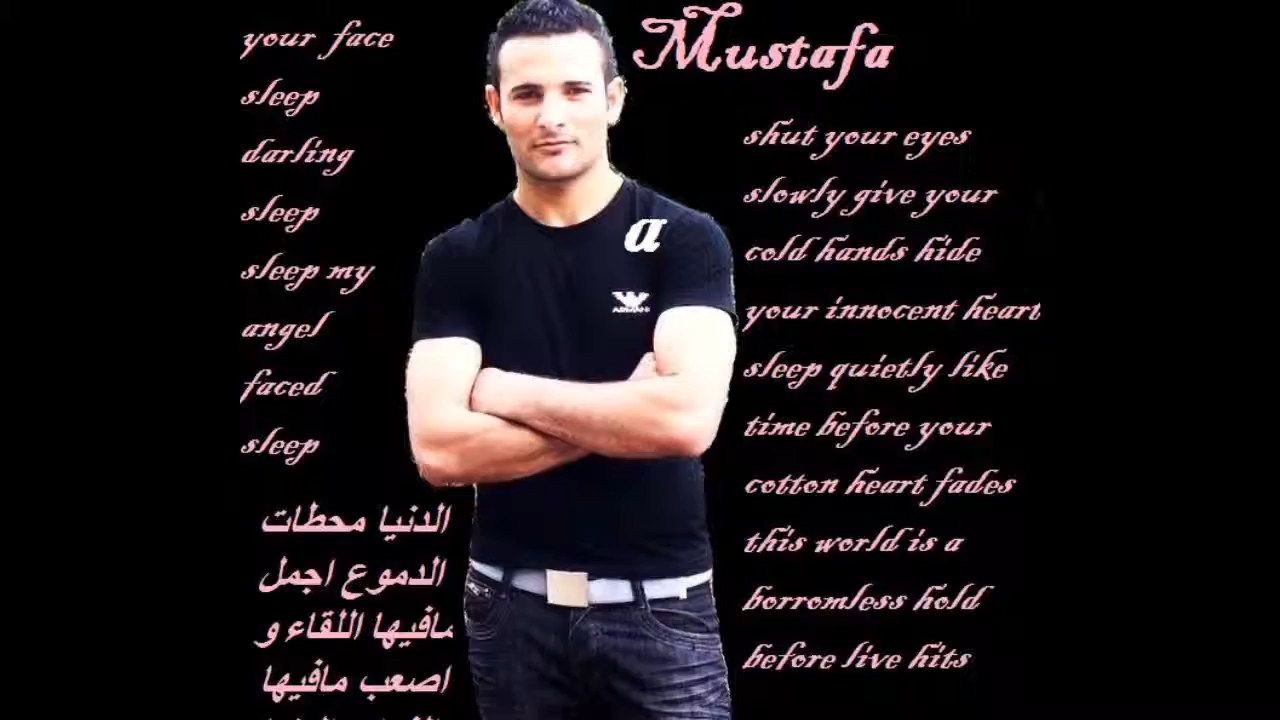 Mustafa
your face
sleep
darling
sleep
sleep my
angel
faced
sleep
الدنيا محطات
الدموع اجمل
مافيها اللقاء و
اصعب مافيها
shut your eyes
slowly give your
cold hands hide
your innocent heart
sleep quietly like
time before your
cotton heart fades
this world is a
borromless hold
before live hits
a
ARMANI